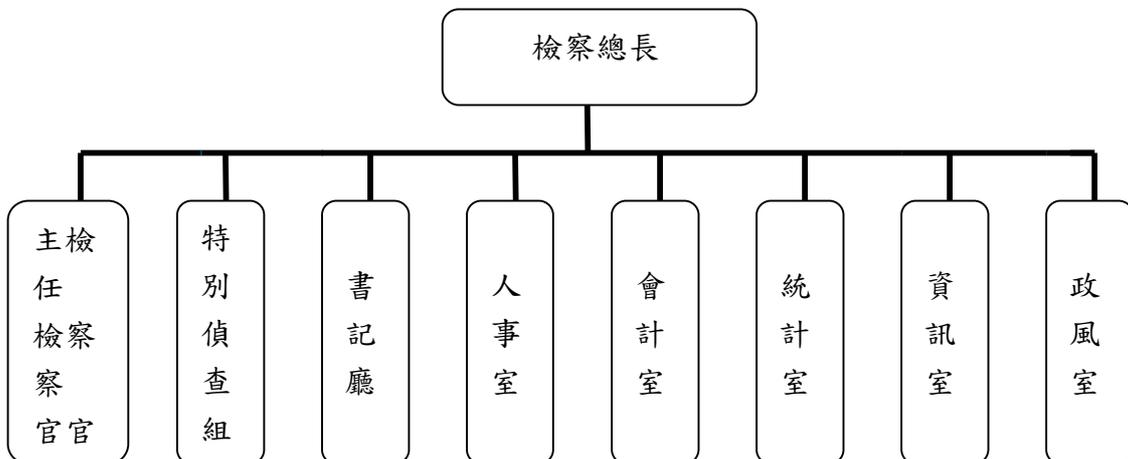 檢察總長
主任檢察官
檢察官
特別偵查組
書記廳
人事室
會計室
統計室
資訊室
政風室